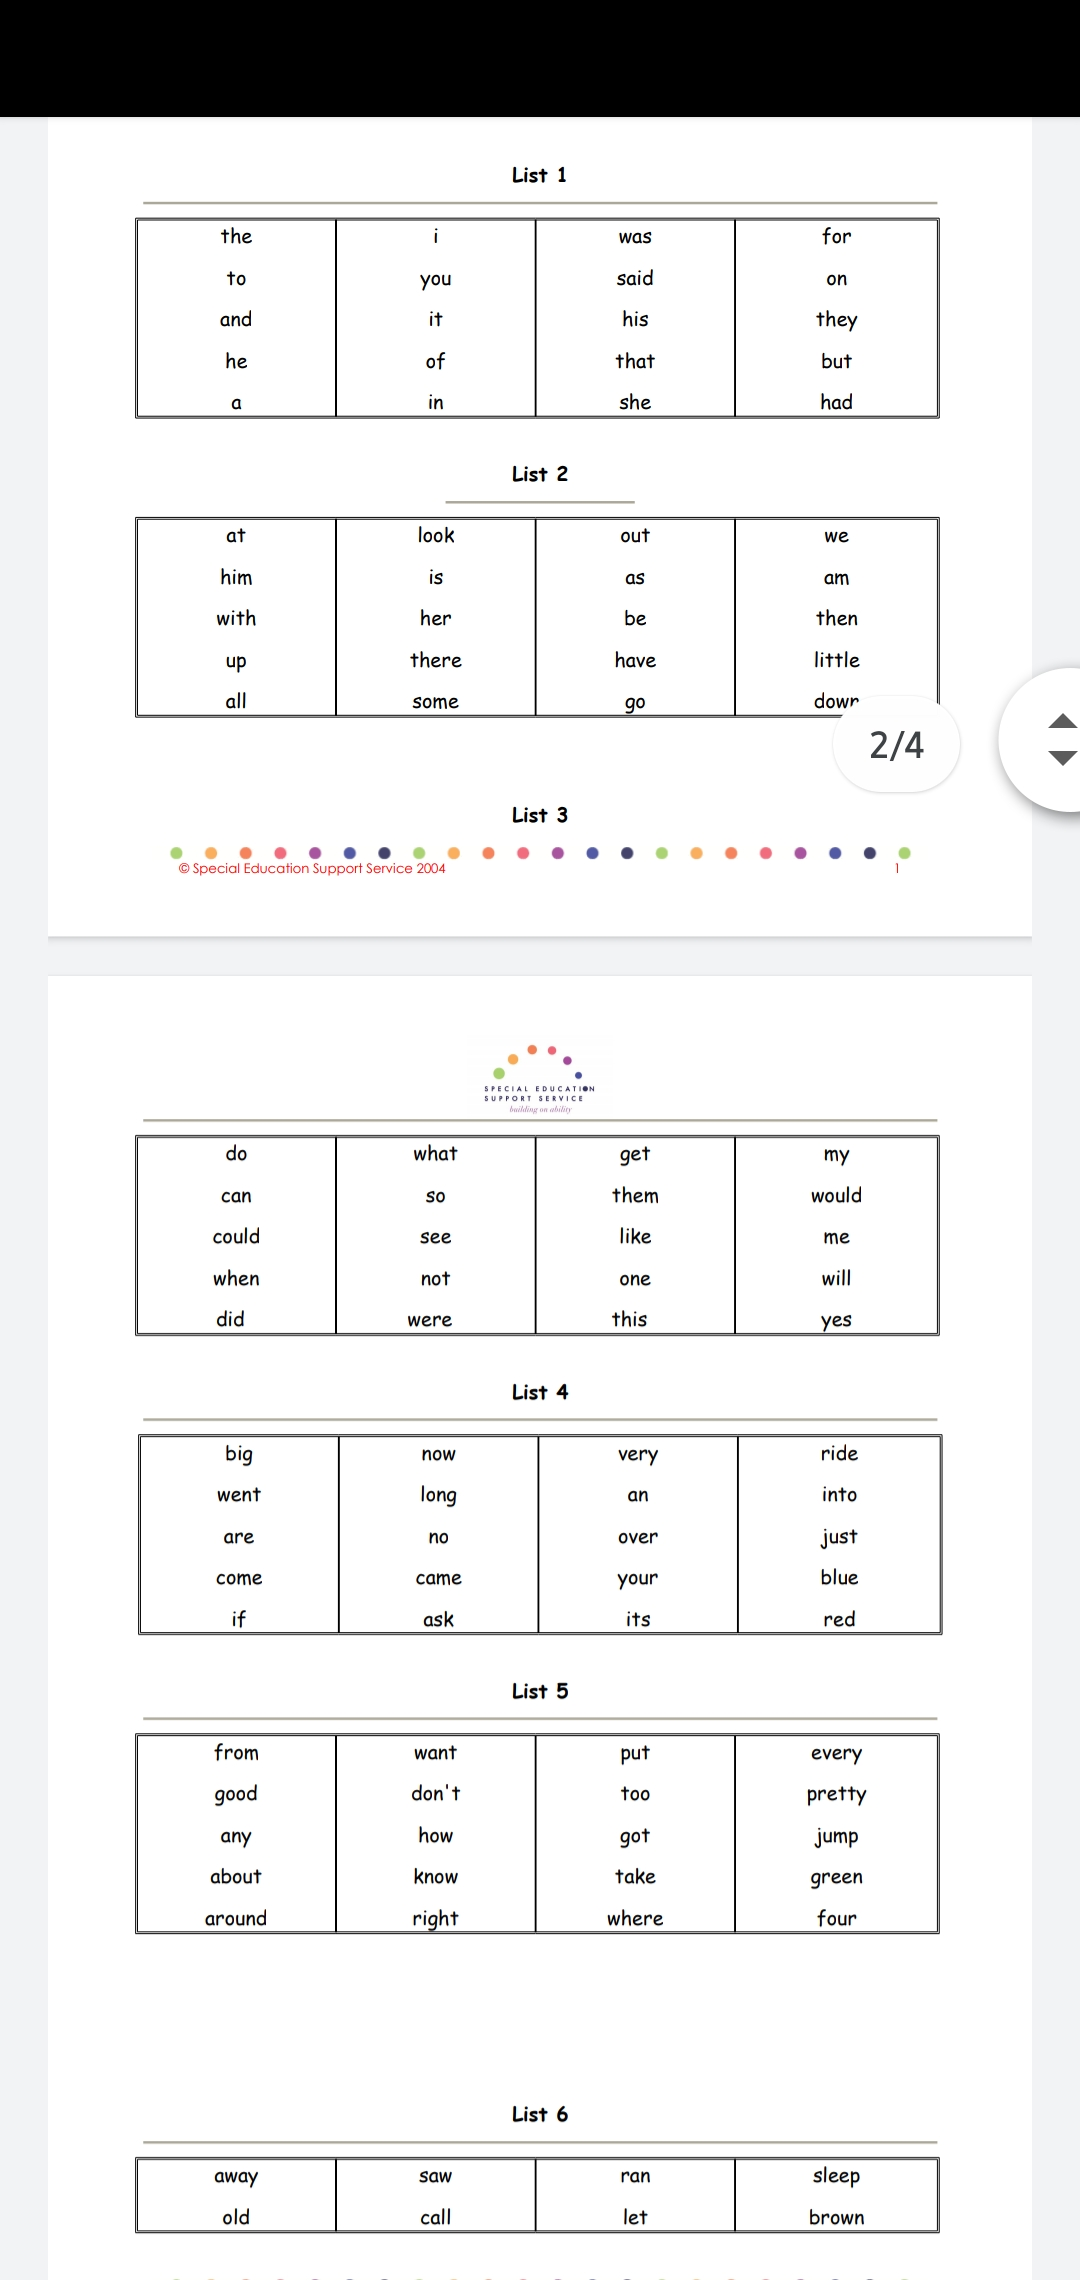 List 1
the i was for
to you said on
and it his they
he of that but
a in she had
List 2
at look out we
him is as am
with her be then
up there have little
all some go down
2/4
List 3
© Special Education Support Service 2004 1
SPECIAL EDUCATION
SUPPORT SERVICE
building on ability
do what get my
can so them would
could see like me
when not one will
did were this yes
List 4
big now very ride
went long an into
are no over just
come came your blue
if ask its red
List 5
from want put every
good don't too pretty
any how got jump
about know take green
around right where four
List 6
away saw ran sleep
old call let brown